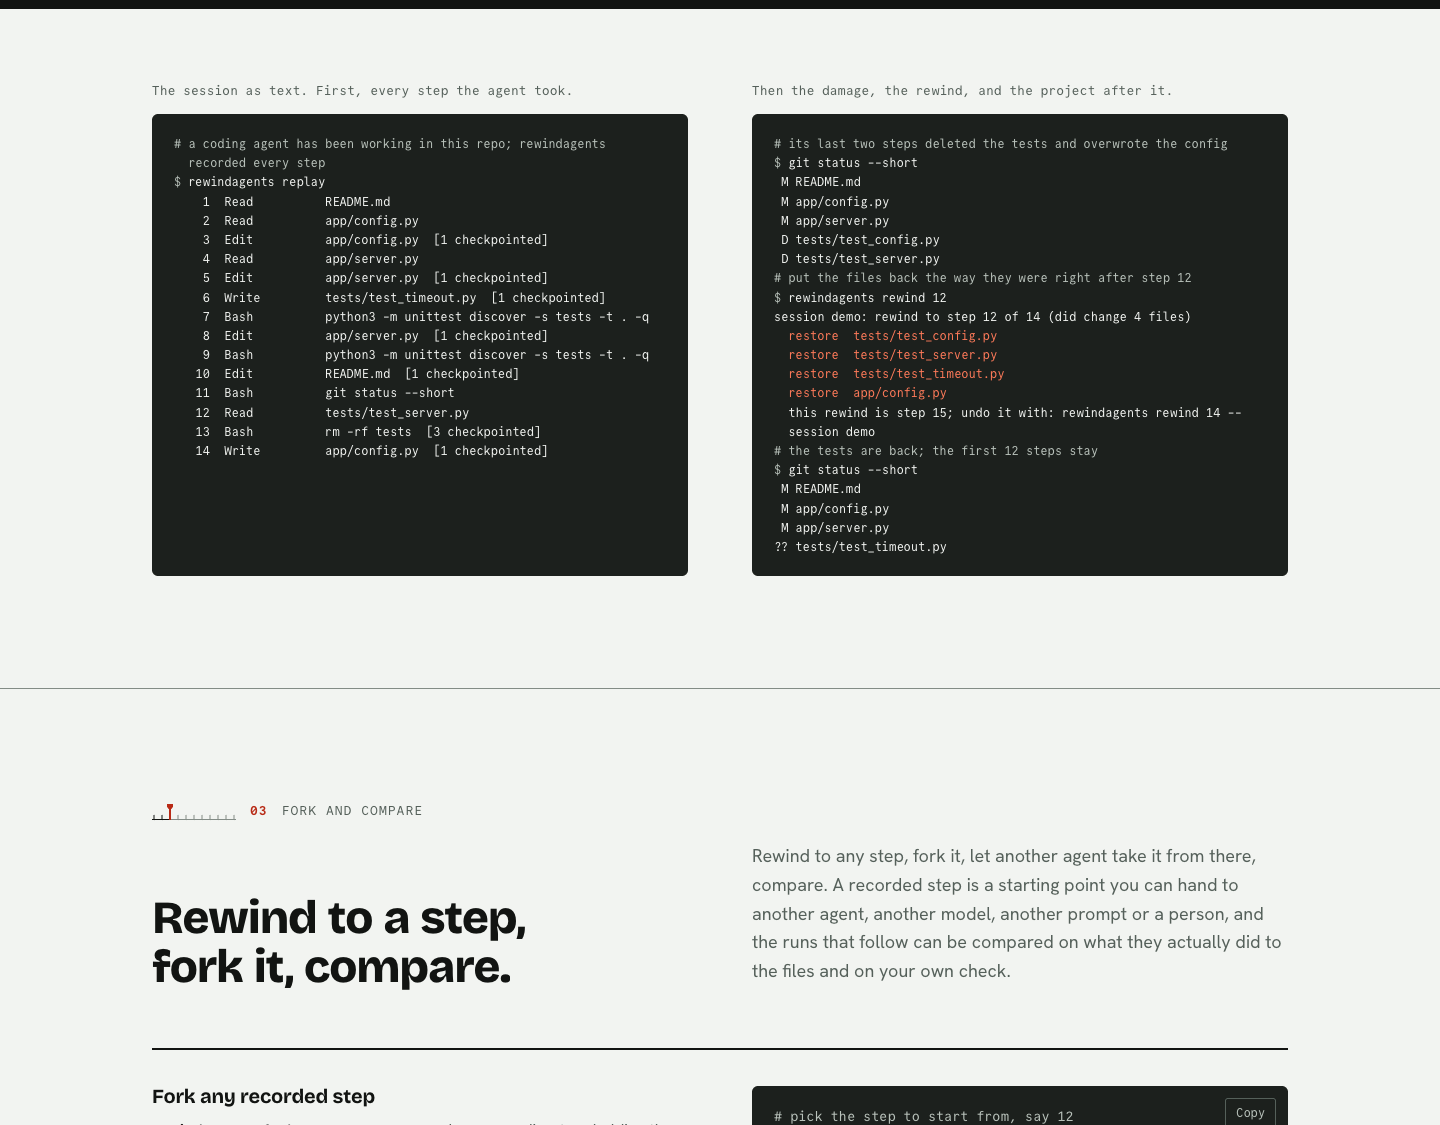 The session as text. First, every step the agent took.
# a coding agent has been working in this repo; rewindagents
recorded every step
$ rewindagents replay
1 Read README.md
2 Read app/config.py
3 Edit app/config.py [1 checkpointed]
4 Read app/server.py
5 Edit app/server.py [1 checkpointed]
6 Write tests/test_timeout.py [1 checkpointed]
7 Bash python3 -m unittest discover -s tests -t . -q
8 Edit app/server.py [1 checkpointed]
9 Bash python3 -m unittest discover -s tests -t . -q
10 Edit README.md [1 checkpointed]
11 Bash git status --short
12 Read tests/test_server.py
13 Bash rm -rf tests [3 checkpointed]
14 Write app/config.py [1 checkpointed]
Then the damage, the rewind, and the project after it.
# its last two steps deleted the tests and overwrote the config
$ git status --short
M README.md
M app/config.py
M app/server.py
D tests/test_config.py
D tests/test_server.py
# put the files back the way they were right after step 12
$ rewindagents rewind 12
session demo: rewind to step 12 of 14 (did change 4 files)
restore tests/test_config.py
restore tests/test_server.py
restore tests/test_timeout.py
restore app/config.py
this rewind is step 15; undo it with: rewindagents rewind 14 --
session demo
# the tests are back; the first 12 steps stay
$ git status --short
M README.md
M app/config.py
M app/server.py
?? tests/test_timeout.py
03 FORK AND COMPARE
Rewind to a step,
fork it, compare.
Rewind to any step, fork it, let another agent take it from there,
compare. A recorded step is a starting point you can hand to
another agent, another model, another prompt or a person, and
the runs that follow can be compared on what they actually did to
the files and on your own check.
Fork any recorded step
# pick the step to start from, say 12
Copy